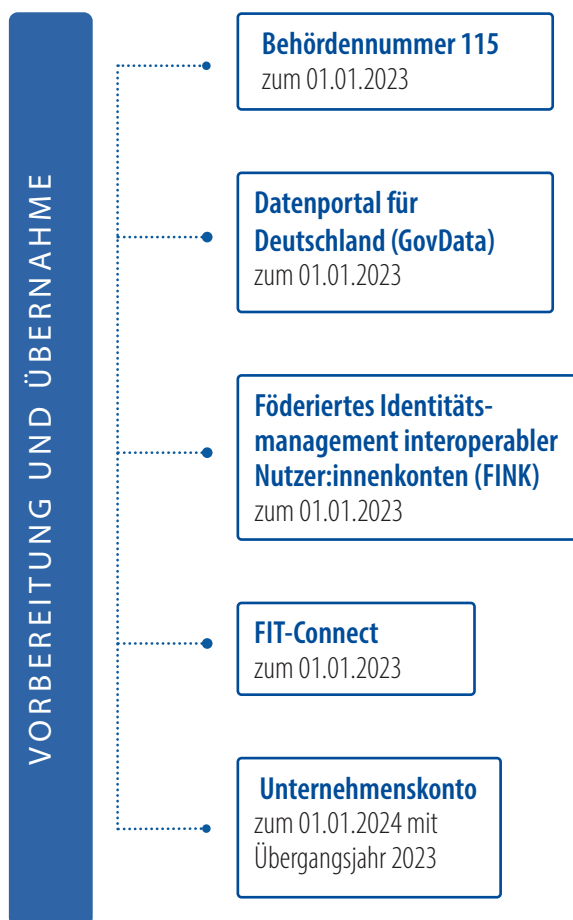 VORBEREITUNG UND ÜBERNAHME
Behördennummer 115
zum 01.01.2023
Datenportal für
Deutschland (GovData)
zum 01.01.2023
Föderiertes Identitäts-
management interoperabler
Nutzer:innenkonten (FINK)
zum 01.01.2023
FIT-Connect
zum 01.01.2023
Unternehmenskonto
zum 01.01.2024 mit
Übergangsjahr 2023